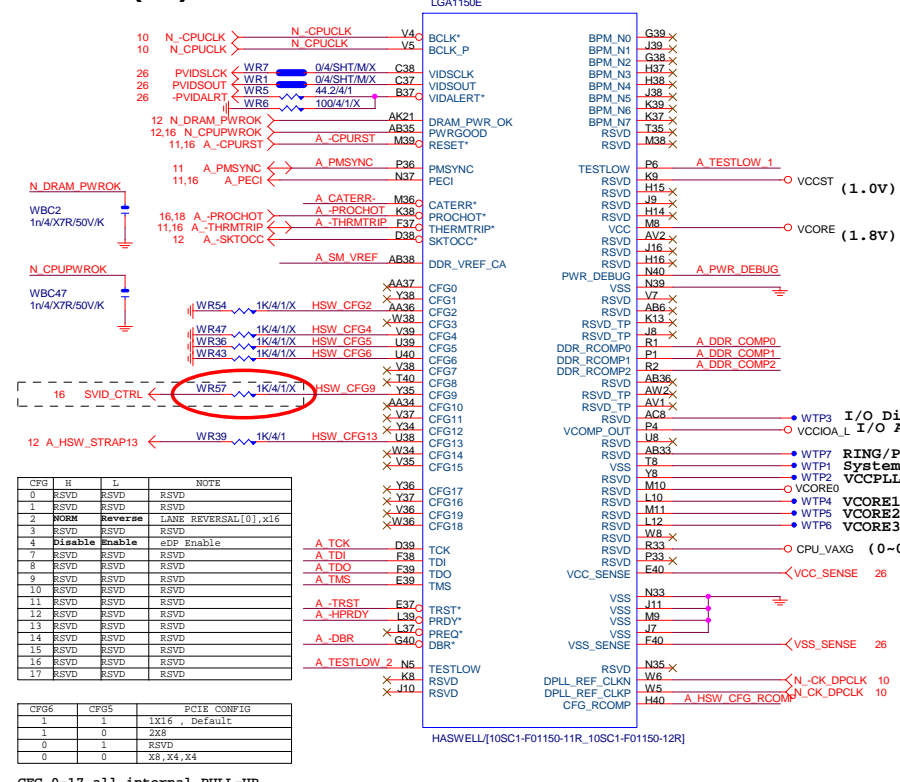 LGA1150E
10 N_-CPUCLK N_-CPUCLK V4 BCLK* BPM_N0 G39
10 N_CPUCLK N_CPUCLK V5 BCLK_P BPM_N1 J39
BPM_N2 G38
26 PVIDSLCK WR7 0/4/SHT/M/X C38 VIDSCLK BPM_N3 H37
26 PVIDSOUT WR1 0/4/SHT/M/X C37 VIDSOUT BPM_N4 H38
26 -PVIDALRT WR5 44.2/4/1 B37 VIDALERT* BPM_N5 J38
WR6 100/4/1/X BPM_N6 K39
12 N_DRAM_PWROK AK21 DRAM_PWR_OK BPM_N7 K37
12,16 N_CPUPWROK AB35 PWRGOOD RSVD T35
11,16 A_-CPURST A_-CPURST M39 RESET* RSVD M38
11 A_PMSYNC A_PMSYNC P36 PMSYNC TESTLOW P6 A_TESTLOW_1
11,16 A_PECI N37 PECI RSVD K9 VCCST (1.0V)
N_DRAM_PWROK
RSVD H15
WBC2
1n/4/X7R/50V/K
A_CATERR- M36 CATERR* RSVD J9
16,18 A_-PROCHOT A_-PROCHOT K38 PROCHOT* RSVD H14
11,16 A_-THRMTRIP A_-THRMTRIP F37 THERMTRIP* VCC M8 VCORE (1.8V)
12 A_-SKTOCC D38 SKTOCC* RSVD AV2
RSVD J16
A_SM_VREF AB38 DDR_VREF_CA RSVD H16
N_CPUPWROK
PWR_DEBUG N40 A_PWR_DEBUG
WBC47
1n/4/X7R/50V/K
AA37 CFG0 VSS N39
Y38 CFG1 RSVD V7
WR54 1K/4/1/X HSW_CFG2 AA36 CFG2 RSVD AB6
W38 CFG3 RSVD_TP K13
WR47 1K/4/1/X HSW_CFG4 V39 CFG4 RSVD_TP J8
WR36 1K/4/1/X HSW_CFG5 U39 CFG5 DDR_RCOMP0 R1 A_DDR_COMP0
WR43 1K/4/1/X HSW_CFG6 U40 CFG6 DDR_RCOMP1 P1 A_DDR_COMP1
V38 CFG7 DDR_RCOMP2 R2 A_DDR_COMP2
T40 CFG8 RSVD AB36
16 SVID_CTRL WR57 1K/4/1/X HSW_CFG9 Y35 CFG9 RSVD_TP AW2
AA34 CFG10 RSVD_TP AV1
V37 CFG11 RSVD AC8 WTP3 I/O Di
Y34 CFG12 VCOMP_OUT P4 VCCIOA_L I/O A
12 A_HSW_STRAP13 WR39 1K/4/1 HSW_CFG13 U38 CFG13 RSVD U8
W34 CFG14 RSVD AB33 WTP7 RING/P
V35 CFG15 VSS T8 WTP1 System
RSVD Y8 WTP2 VCCPLL
Y36 CFG17 RSVD M10 VCORE0
Y37 CFG16 RSVD L10 WTP4 VCORE1
V36 CFG19 RSVD M11 WTP5 VCORE2
W36 CFG18 RSVD L12 WTP6 VCORE3
RSVD W8
A_TCK D39 TCK RSVD R33 CPU_VAXG (0~
A_TDI F38 TDI RSVD P33
A_TDO F39 TDO VCC_SENSE E40 VCC_SENSE 26
A_TMS E39 TMS
VSS N33
A_-TRST E37 TRST* VSS J11
A_-HPRDY L39 PRDY* VSS M9
L37 PREQ* VSS J7
A_-DBR G40 DBR* VSS_SENSE F40 VSS_SENSE 26
A_TESTLOW_2 N5 TESTLOW RSVD N35
K8 RSVD DPLL_REF_CLKN W6 N_-CK_DPCLK 10
J10 RSVD DPLL_REF_CLKP W5 N_CK_DPCLK 10
CFG_RCOMP H40 A_HSW_CFG_RCOMP
HASWELL/[10SC1-F01150-11R_10SC1-F01150-12R]
CFG H L NOTE
0 RSVD RSVD RSVD
1 RSVD RSVD RSVD
2 NORM Reverse LANE REVERSAL[0],x16
3 RSVD RSVD RSVD
4 Disable Enable eDP Enable
7 RSVD RSVD RSVD
8 RSVD RSVD RSVD
9 RSVD RSVD RSVD
10 RSVD RSVD RSVD
11 RSVD RSVD RSVD
12 RSVD RSVD RSVD
13 RSVD RSVD RSVD
14 RSVD RSVD RSVD
15 RSVD RSVD RSVD
16 RSVD RSVD RSVD
17 RSVD RSVD RSVD
CFG6 CFG5 PCIE CONFIG
1 1 1X16 , Default
1 0 2X8
0 1 RSVD
0 0 X8,X4,X4
CFG 0-17 all internal PULL-UP